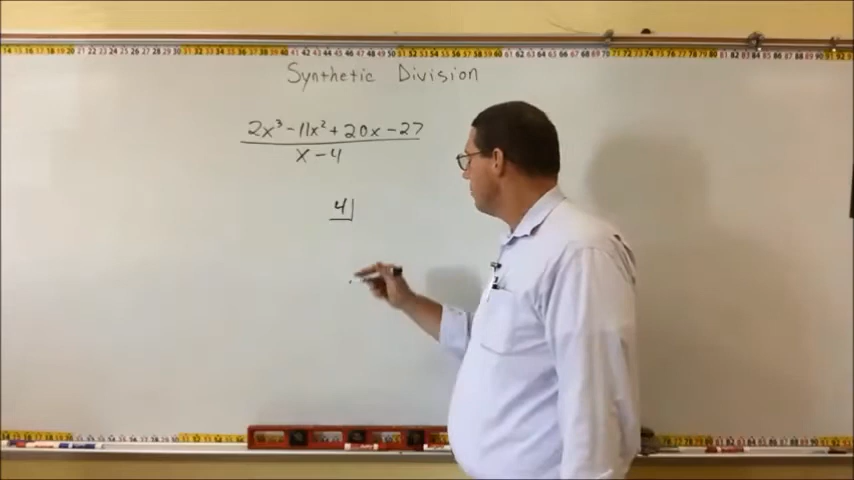 Synthetic Division
2x³ - 11x² + 20x - 27
x - 4
4